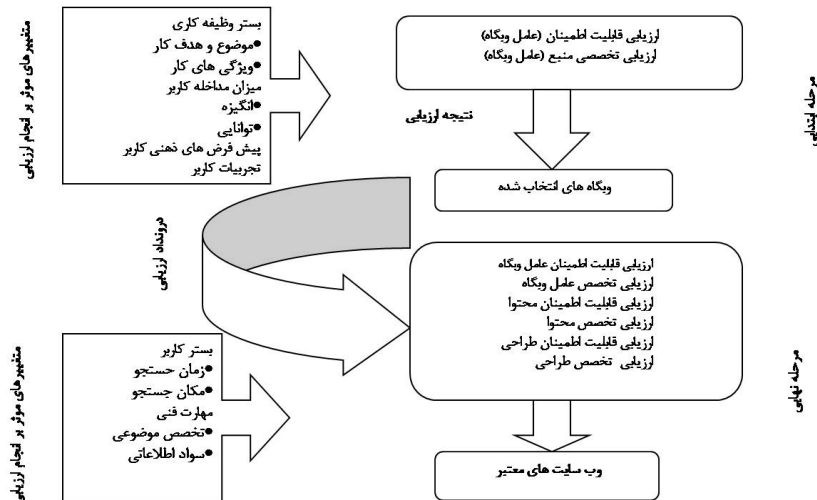 متغییرهای موثر بر انجام ارزیابی
بستر وظیفه کاری
●موضوع و هدف کار
●ویژگی های کار
میزان مداخله کاربر
●انگیزه
●توانایی
پیش فرض های ذهنی کاربر
تجربیات کاربر
ارزیابی قابلیت اطمینان (عامل وبگاه)
ارزیابی تخصصی منبع (عامل وبگاه)
مرحله ابتدایی
نتیجه ارزیابی
وبگاه های انتخاب شده
درونداد ارزیابی
ارزیابی قابلیت اطمینان عامل وبگاه
ارزیابی تخصص عامل وبگاه
ارزیابی قابلیت اطمینان محتوا
ارزیابی تخصص محتوا
ارزیابی قابلیت اطمینان طراحی
ارزیابی تخصص طراحی
مرحله نهایی
متغییرهای موثر بر انجام ارزیابی
بستر کاربر
●زمان جستجو
●مکان جستجو
مهارت فنی
●تخصص موضوعی
●سواد اطلاعاتی
وب سایت های معتبر